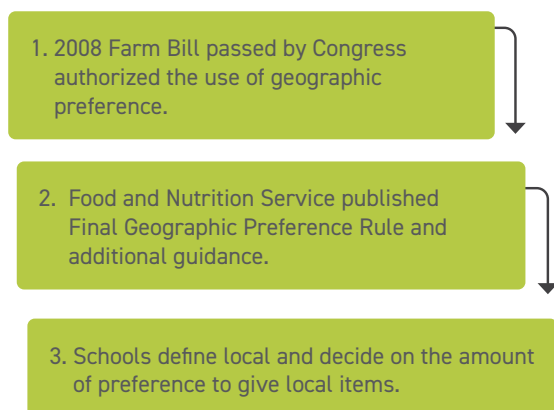 1. 2008 Farm Bill passed by Congress
authorized the use of geographic
preference.
2. Food and Nutrition Service published
Final Geographic Preference Rule and
additional guidance.
3. Schools define local and decide on the amount
of preference to give local items.